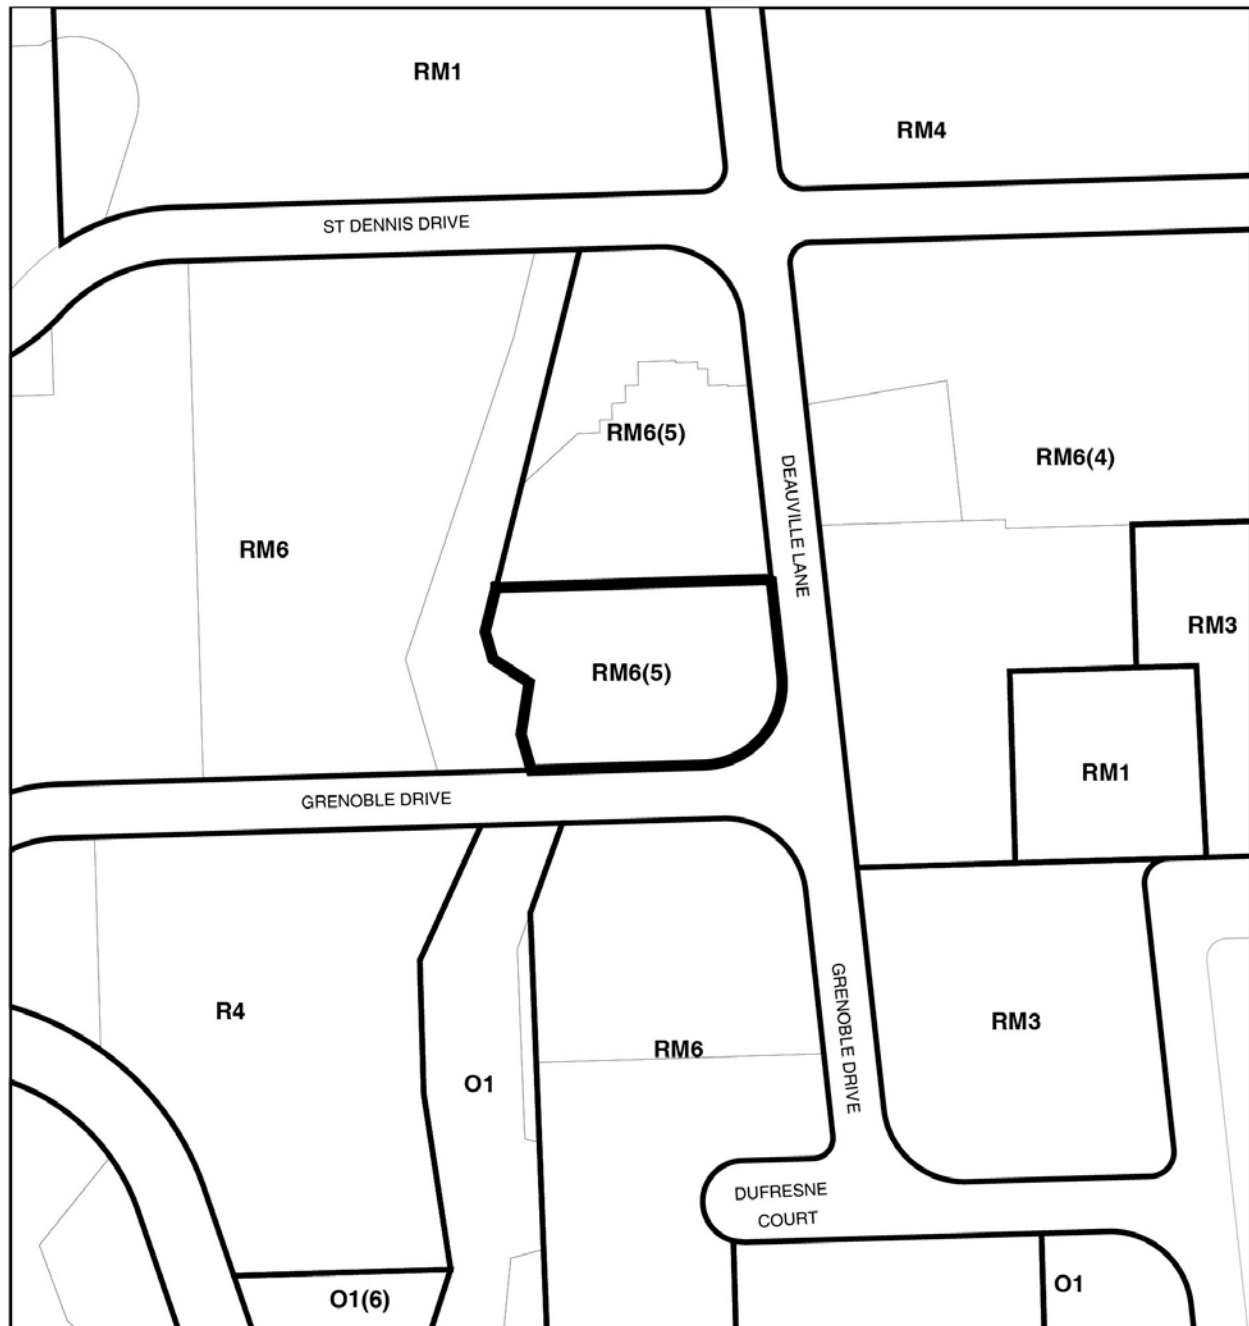 RM1
RM4
ST DENNIS DRIVE
RM6(5)
DEAUVILLE LANE
RM6(4)
RM6
RM3
RM6(5)
RM1
GRENOBLE DRIVE
R4
GRENOBLE DRIVE
RM3
RM6
O1
DUFRESNE
COURT
O1
O1(6)